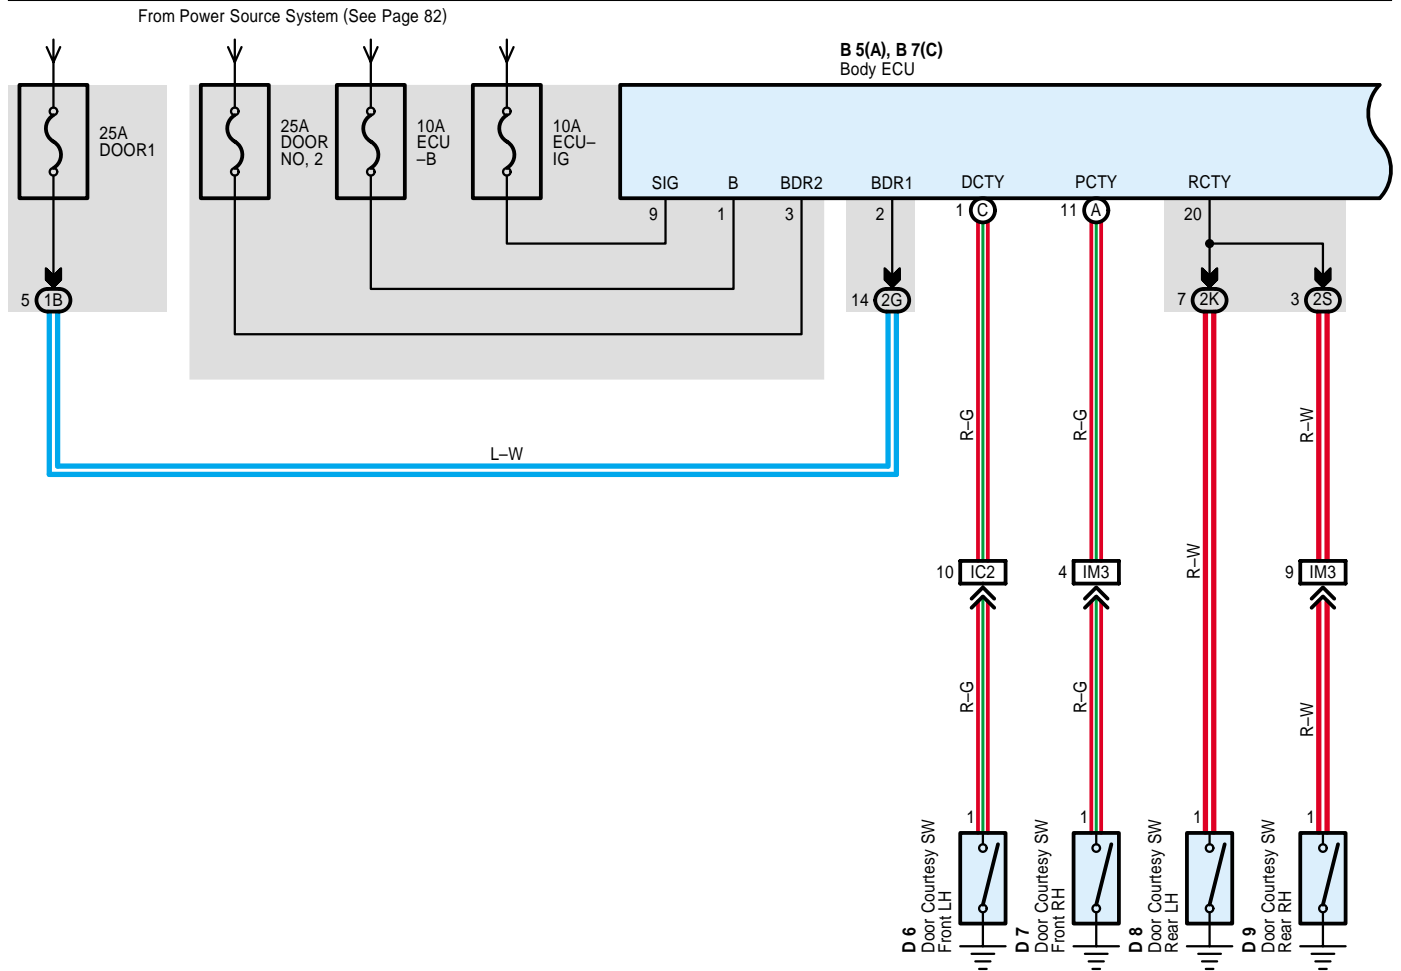 From Power Source System (See Page 82)
B 5(A), B 7(C)
Body ECU
25A
DOOR1
25A
DOOR
NO, 2
10A
ECU
–B
10A
ECU–
IG
SIG
B
BDR2
BDR1
DCTY
PCTY
RCTY
9
1
3
2
1
C
11
A
20
5
1B
14
2G
7
2K
3
2S
L–W
R–G
R–G
R–W
R–W
10
IC2
4
IM3
9
IM3
R–G
R–G
R–W
1
1
1
1
D 6
Door Courtesy SW
Front LH
D 7
Door Courtesy SW
Front RH
D 8
Door Courtesy SW
Rear LH
D 9
Door Courtesy SW
Rear RH